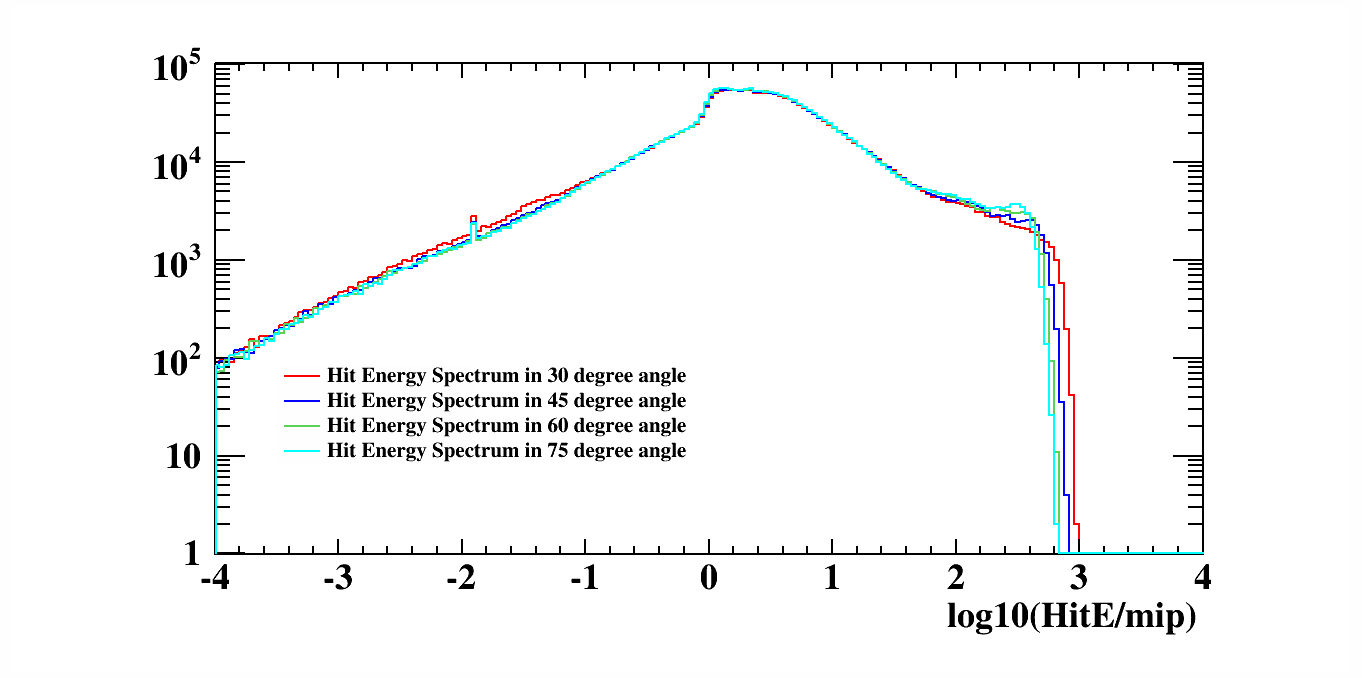 10^5
10^4
10^3
10^2
10
1
-4 -3 -2 -1 0 1 2 3 4
log10(HitE/mip)
Hit Energy Spectrum in 30 degree angle
Hit Energy Spectrum in 45 degree angle
Hit Energy Spectrum in 60 degree angle
Hit Energy Spectrum in 75 degree angle